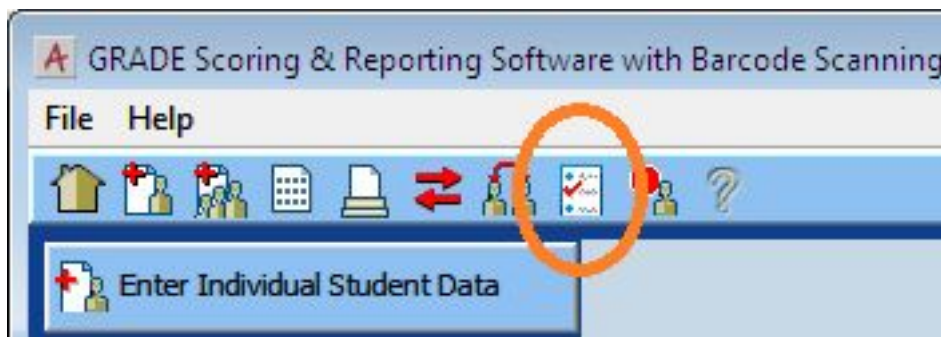 GRADE Scoring & Reporting Software with Barcode Scanning
File Help
Enter Individual Student Data